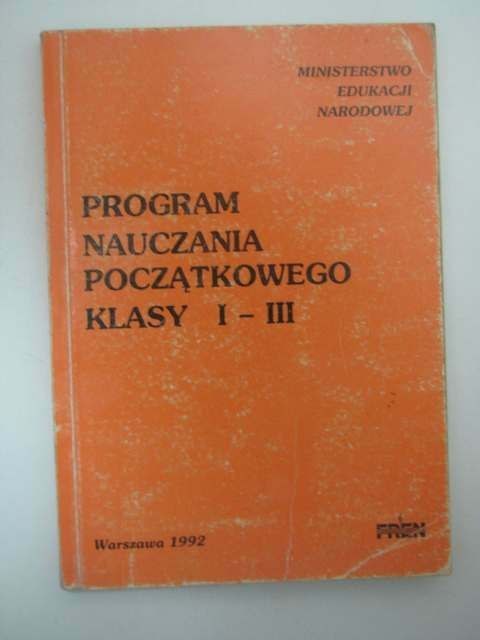 MINISTERSTWO
EDUKACJI
NARODOWEJ
PROGRAM
NAUCZANIA
POCZĄTKOWEGO
KLASY I – III
Warszawa 1992
FREN